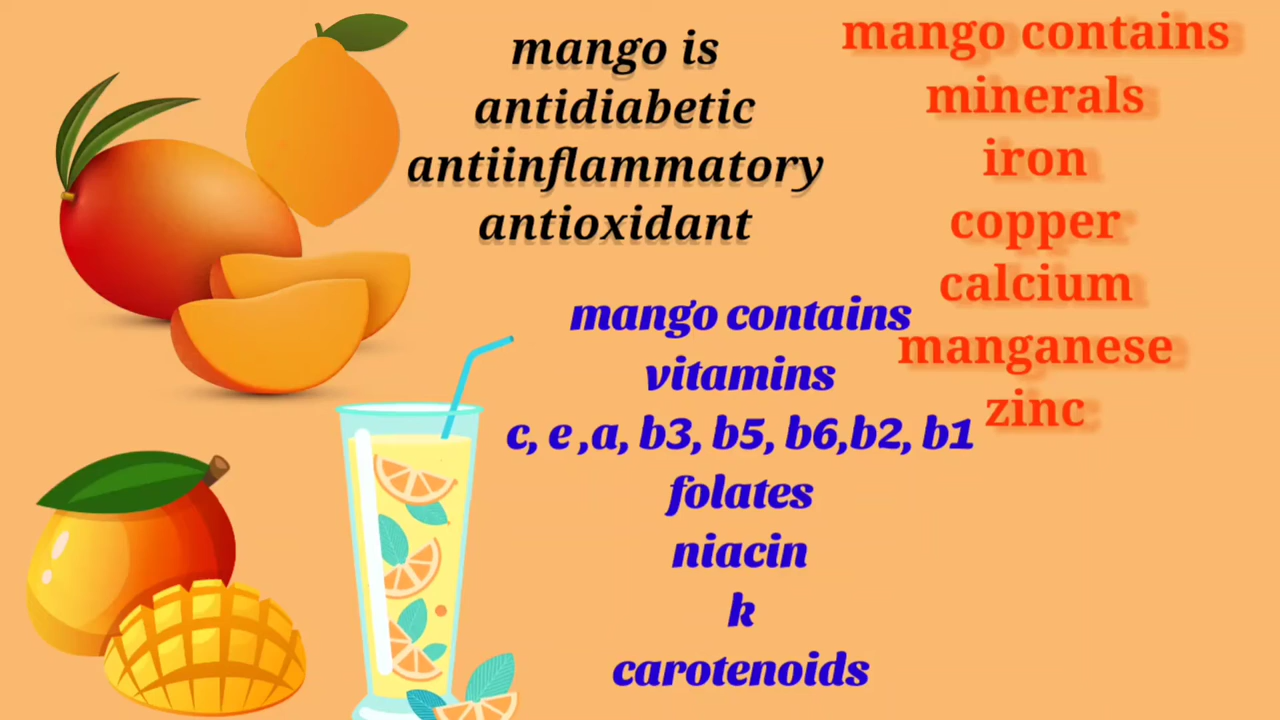 mango is
antidiabetic
antiinflammatory
antioxidant
mango contains
vitamins
c, e ,a, b3, b5, b6,b2, b1
folates
niacin
k
carotenoids
mango contains
minerals
iron
copper
calcium
manganese
zinc